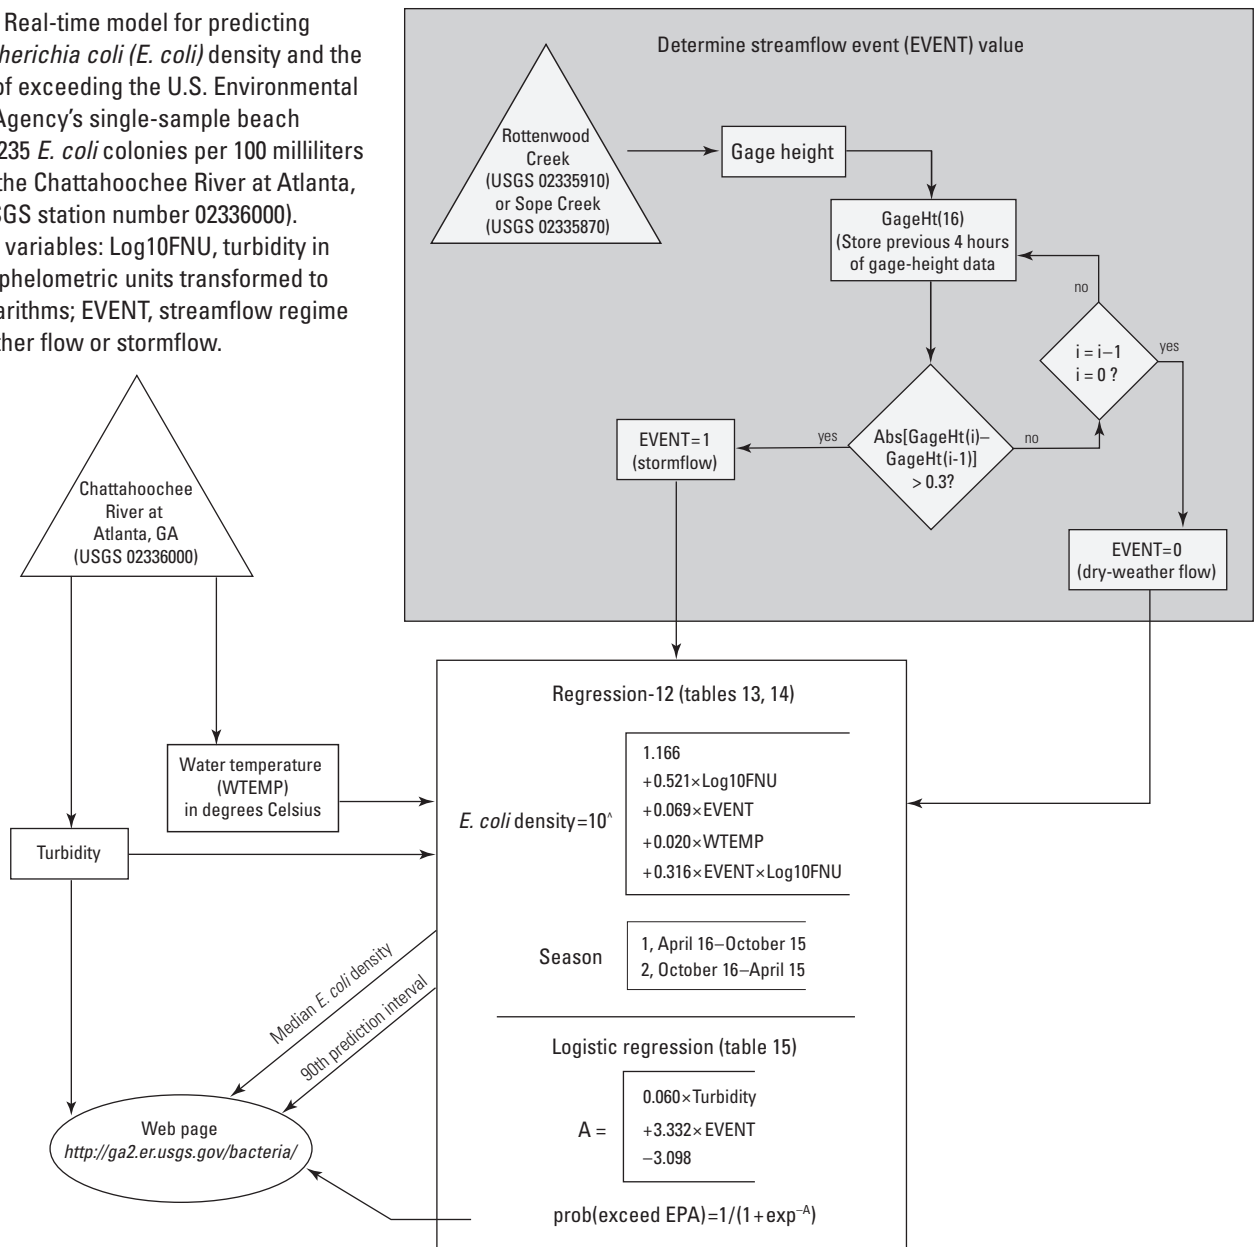 Real-time model for predicting
herichia coli (E. coli) density and the
of exceeding the U.S. Environmental
Agency's single-sample beach
235 E. coli colonies per 100 milliliters
the Chattahoochee River at Atlanta,
SGS station number 02336000).
variables: Log10FNU, turbidity in
phelometric units transformed to
arithms; EVENT, streamflow regime
ther flow or stormflow.
Determine streamflow event (EVENT) value
Rottenwood
Creek
(USGS 02335910)
or Sope Creek
(USGS 02335870)
Gage height
GageHt(16)
(Store previous 4 hours
of gage-height data
no
i = i–1
i = 0 ?
yes
Abs[GageHt(i)–
GageHt(i-1)]
> 0.3?
yes
no
EVENT=1
(stormflow)
EVENT=0
(dry-weather flow)
Chattahoochee
River at
Atlanta, GA
(USGS 02336000)
Water temperature
(WTEMP)
in degrees Celsius
Turbidity
Regression-12 (tables 13, 14)
E. coli density=10^
1.166
+0.521×Log10FNU
+0.069×EVENT
+0.020×WTEMP
+0.316×EVENT×Log10FNU
Season
1, April 16–October 15
2, October 16–April 15
Median E. coli density
90th prediction interval
Logistic regression (table 15)
A =
0.060×Turbidity
+3.332×EVENT
–3.098
prob(exceed EPA)=1/(1+exp–A)
Web page
http://ga2.er.usgs.gov/bacteria/